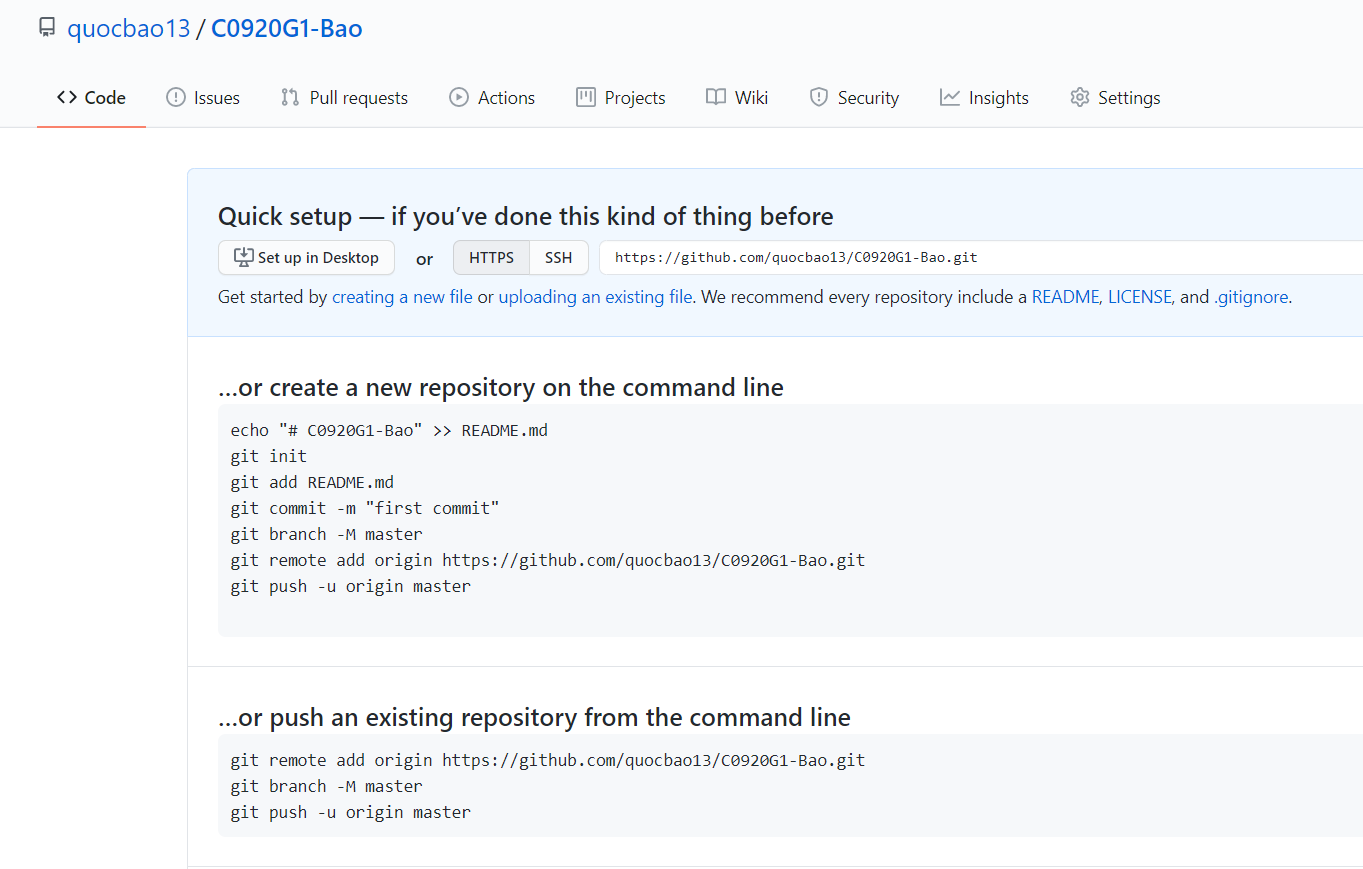 quocbao13 / C0920G1-Bao
Code Issues Pull requests Actions Projects Wiki Security Insights Settings
Quick setup — if you’ve done this kind of thing before
Set up in Desktop or HTTPS SSH https://github.com/quocbao13/C0920G1-Bao.git
Get started by creating a new file or uploading an existing file. We recommend every repository include a README, LICENSE, and .gitignore.
…or create a new repository on the command line
echo "# C0920G1-Bao" >> README.md
git init
git add README.md
git commit -m "first commit"
git branch -M master
git remote add origin https://github.com/quocbao13/C0920G1-Bao.git
git push -u origin master
…or push an existing repository from the command line
git remote add origin https://github.com/quocbao13/C0920G1-Bao.git
git branch -M master
git push -u origin master